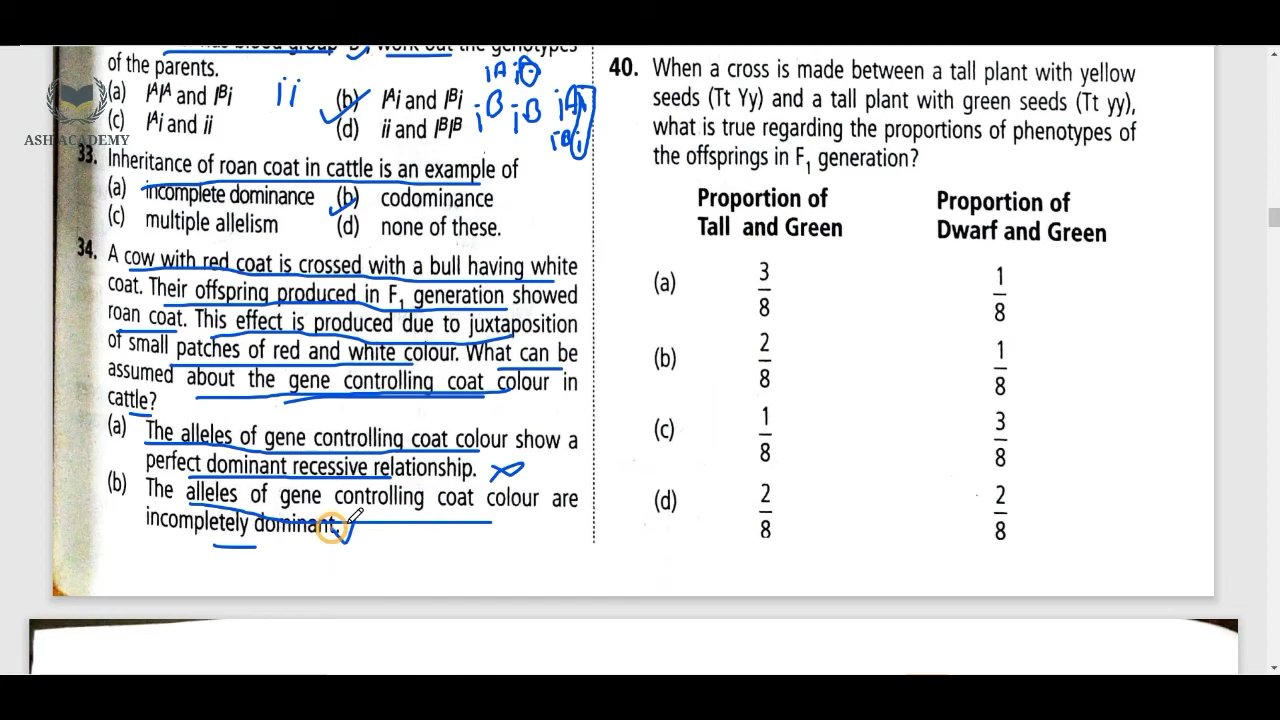 of the parents.
(a) IᴬIᴬ and Iᴮi (b) Iᴬi and Iᴮi
(c) Iᴬi and ii (d) ii and IᴮIᴮ
ii
iA
iB iB iA
ASH ACADEMY
33. Inheritance of roan coat in cattle is an example of
(a) incomplete dominance (b) codominance
(c) multiple allelism (d) none of these.
34. A cow with red coat is crossed with a bull having white
coat. Their offspring produced in F₁ generation showed
roan coat. This effect is produced due to juxtaposition
of small patches of red and white colour. What can be
assumed about the gene controlling coat colour in
cattle?
(a) The alleles of gene controlling coat colour show a
perfect dominant recessive relationship.
(b) The alleles of gene controlling coat colour are
incompletely dominant.
40. When a cross is made between a tall plant with yellow
seeds (Tt Yy) and a tall plant with green seeds (Tt yy),
what is true regarding the proportions of phenotypes of
the offsprings in F₁ generation?
Proportion of Proportion of
Tall and Green Dwarf and Green
(a) 3/8 1/8
(b) 2/8 1/8
(c) 1/8 3/8
(d) 2/8 2/8